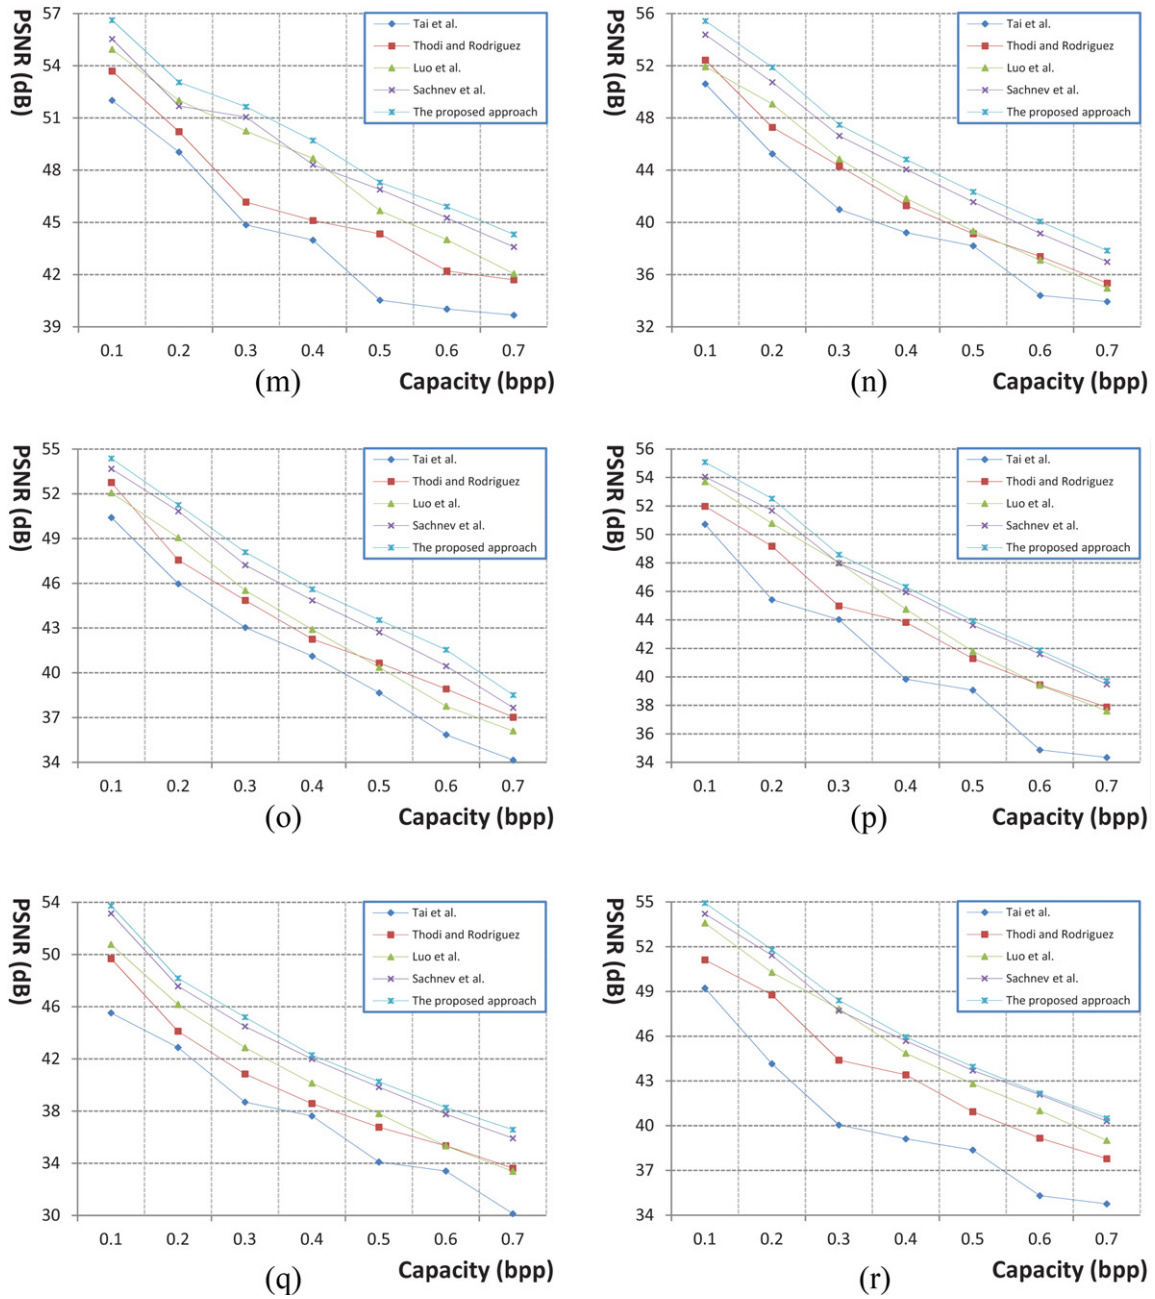 PSNR (dB)
57
54
51
48
45
42
39
0.1 0.2 0.3 0.4 0.5 0.6 0.7
Tai et al.
Thodi and Rodriguez
Luo et al.
Sachnev et al.
The proposed approach
(m)
Capacity (bpp)
PSNR (dB)
56
52
48
44
40
36
32
0.1 0.2 0.3 0.4 0.5 0.6 0.7
Tai et al.
Thodi and Rodriguez
Luo et al.
Sachnev et al.
The proposed approach
(n)
Capacity (bpp)
PSNR (dB)
55
52
49
46
43
40
37
34
0.1 0.2 0.3 0.4 0.5 0.6 0.7
Tai et al.
Thodi and Rodriguez
Luo et al.
Sachnev et al.
The proposed approach
(o)
Capacity (bpp)
PSNR (dB)
56
54
52
50
48
46
44
42
40
38
36
34
0.1 0.2 0.3 0.4 0.5 0.6 0.7
Tai et al.
Thodi and Rodriguez
Luo et al.
Sachnev et al.
The proposed approach
(p)
Capacity (bpp)
PSNR (dB)
54
50
46
42
38
34
30
0.1 0.2 0.3 0.4 0.5 0.6 0.7
Tai et al.
Thodi and Rodriguez
Luo et al.
Sachnev et al.
The proposed approach
(q)
Capacity (bpp)
PSNR (dB)
55
52
49
46
43
40
37
34
0.1 0.2 0.3 0.4 0.5 0.6 0.7
Tai et al.
Thodi and Rodriguez
Luo et al.
Sachnev et al.
The proposed approach
(r)
Capacity (bpp)